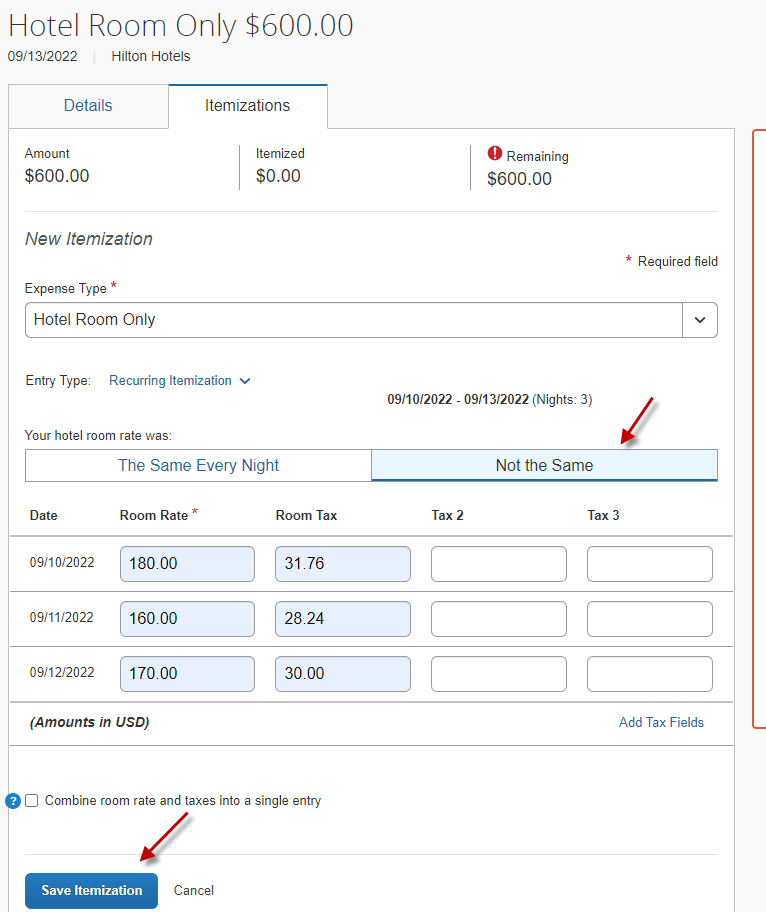 Hotel Room Only $600.00
09/13/2022 | Hilton Hotels
Details Itemizations
Amount Itemized Remaining
$600.00 $0.00 $600.00
New Itemization
* Required field
Expense Type *
Hotel Room Only
Entry Type: Recurring Itemization
09/10/2022 - 09/13/2022 (Nights: 3)
Your hotel room rate was:
The Same Every Night Not the Same
Date Room Rate * Room Tax Tax 2 Tax 3
09/10/2022 180.00 31.76
09/11/2022 160.00 28.24
09/12/2022 170.00 30.00
(Amounts in USD) Add Tax Fields
? Combine room rate and taxes into a single entry
Save Itemization Cancel